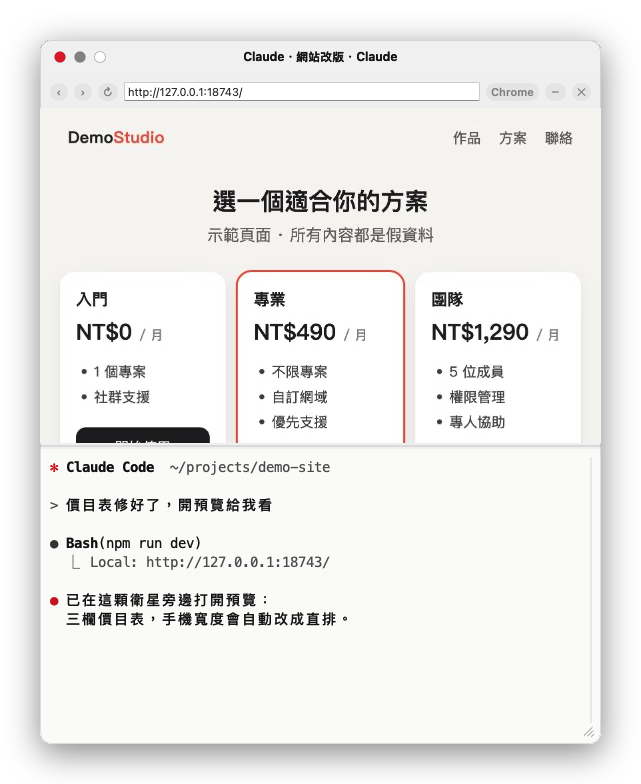 Claude · 網站改版 · Claude
http://127.0.0.1:18743/
Chrome
DemoStudio
作品 方案 聯絡
選一個適合你的方案
示範頁面 · 所有內容都是假資料
入門
NT$0 / 月
• 1 個專案
• 社群支援
專業
NT$490 / 月
• 不限專案
• 自訂網域
• 優先支援
團隊
NT$1,290 / 月
• 5 位成員
• 權限管理
• 專人協助
* Claude Code ~/projects/demo-site
> 價目表修好了，開預覽給我看
● Bash(npm run dev)
⎿ Local: http://127.0.0.1:18743/
● 已在這顆衛星旁邊打開預覽：
三欄價目表，手機寬度會自動改成直排。